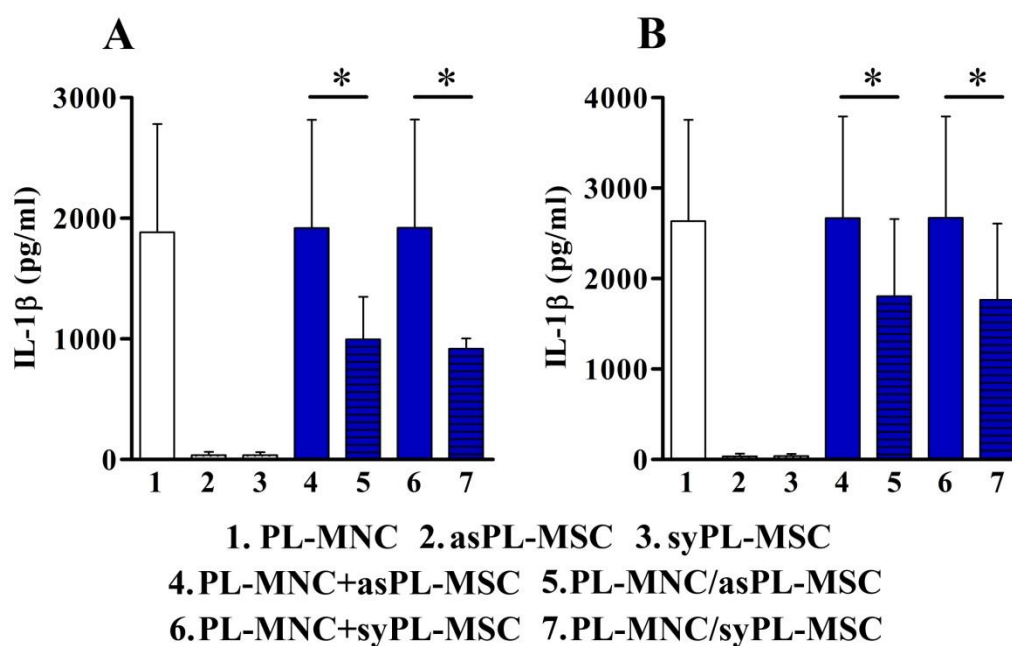 A
B
* *
* *
3000
2000
1000
0
IL-1β (pg/ml)
1 2 3 4 5 6 7
4000
3000
2000
1000
0
IL-1β (pg/ml)
1 2 3 4 5 6 7
1. PL-MNC 2. asPL-MSC 3. syPL-MSC
4. PL-MNC+asPL-MSC 5. PL-MNC/asPL-MSC
6. PL-MNC+syPL-MSC 7. PL-MNC/syPL-MSC